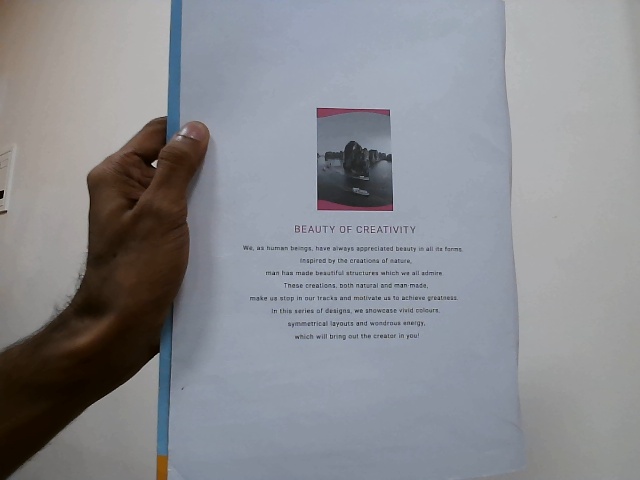 BEAUTY OF CREATIVITY
We, as human beings, have always appreciated beauty in all its forms.
Inspired by the creations of nature,
man has made beautiful structures which we all admire.
These creations, both natural and man-made,
make us stop in our tracks and motivate us to achieve greatness.
In this series of designs, we showcase vivid colours,
symmetrical layouts and wondrous energy,
which will bring out the creator in you!